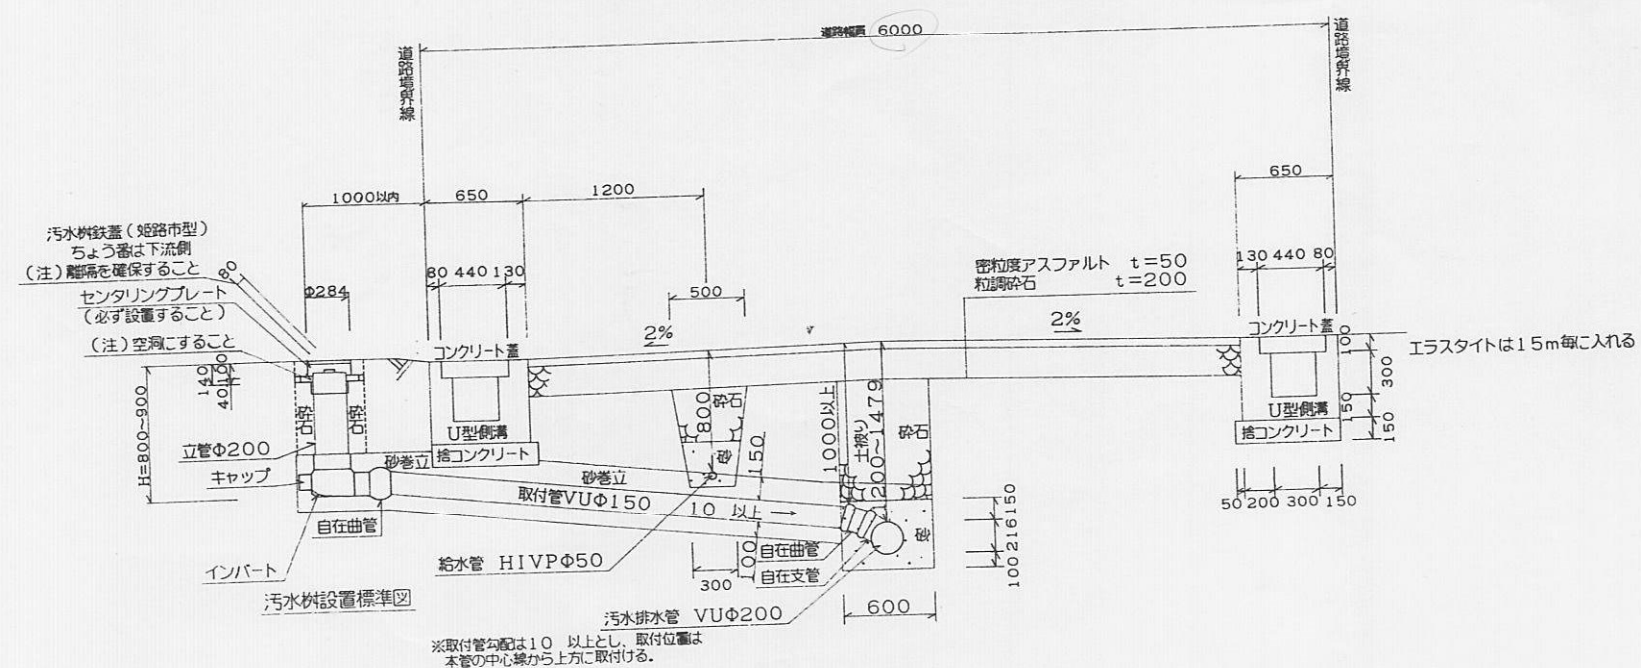 道路幅員 6000
道路境界線
道路境界線
1000以内
650
1200
650
汚水桝鉄蓋(姫路市型)
ちょう番は下流側
(注)離隔を確保すること
80
センタリングプレート
(必ず設置すること)
(注)空洞にすること
Φ284
80 440 130
500
密粒度アスファルト t=50
粒調砕石 t=200
130 440 80
2%
2%
コンクリート蓋
コンクリート蓋
エラスタイトは15m毎に入れる
140
40
100
H=800~900
砕石
砕石
立管Φ200
キャップ
インバート
自在曲管
U型側溝
捨コンクリート
砂巻立
砂巻立
取付管VUΦ150
10 以上
800
砕石
砂
150
100
300
給水管 HIVPΦ50
1000以上
土被り
1200~1479
砕石
砂
自在曲管
自在支管
600
汚水排水管 VUΦ200
100 216 150
U型側溝
捨コンクリート
100
300
150
150
50 200 300 150
汚水桝設置標準図
※取付管勾配は10 以上とし、取付位置は
本管の中心線から上方に取付ける。